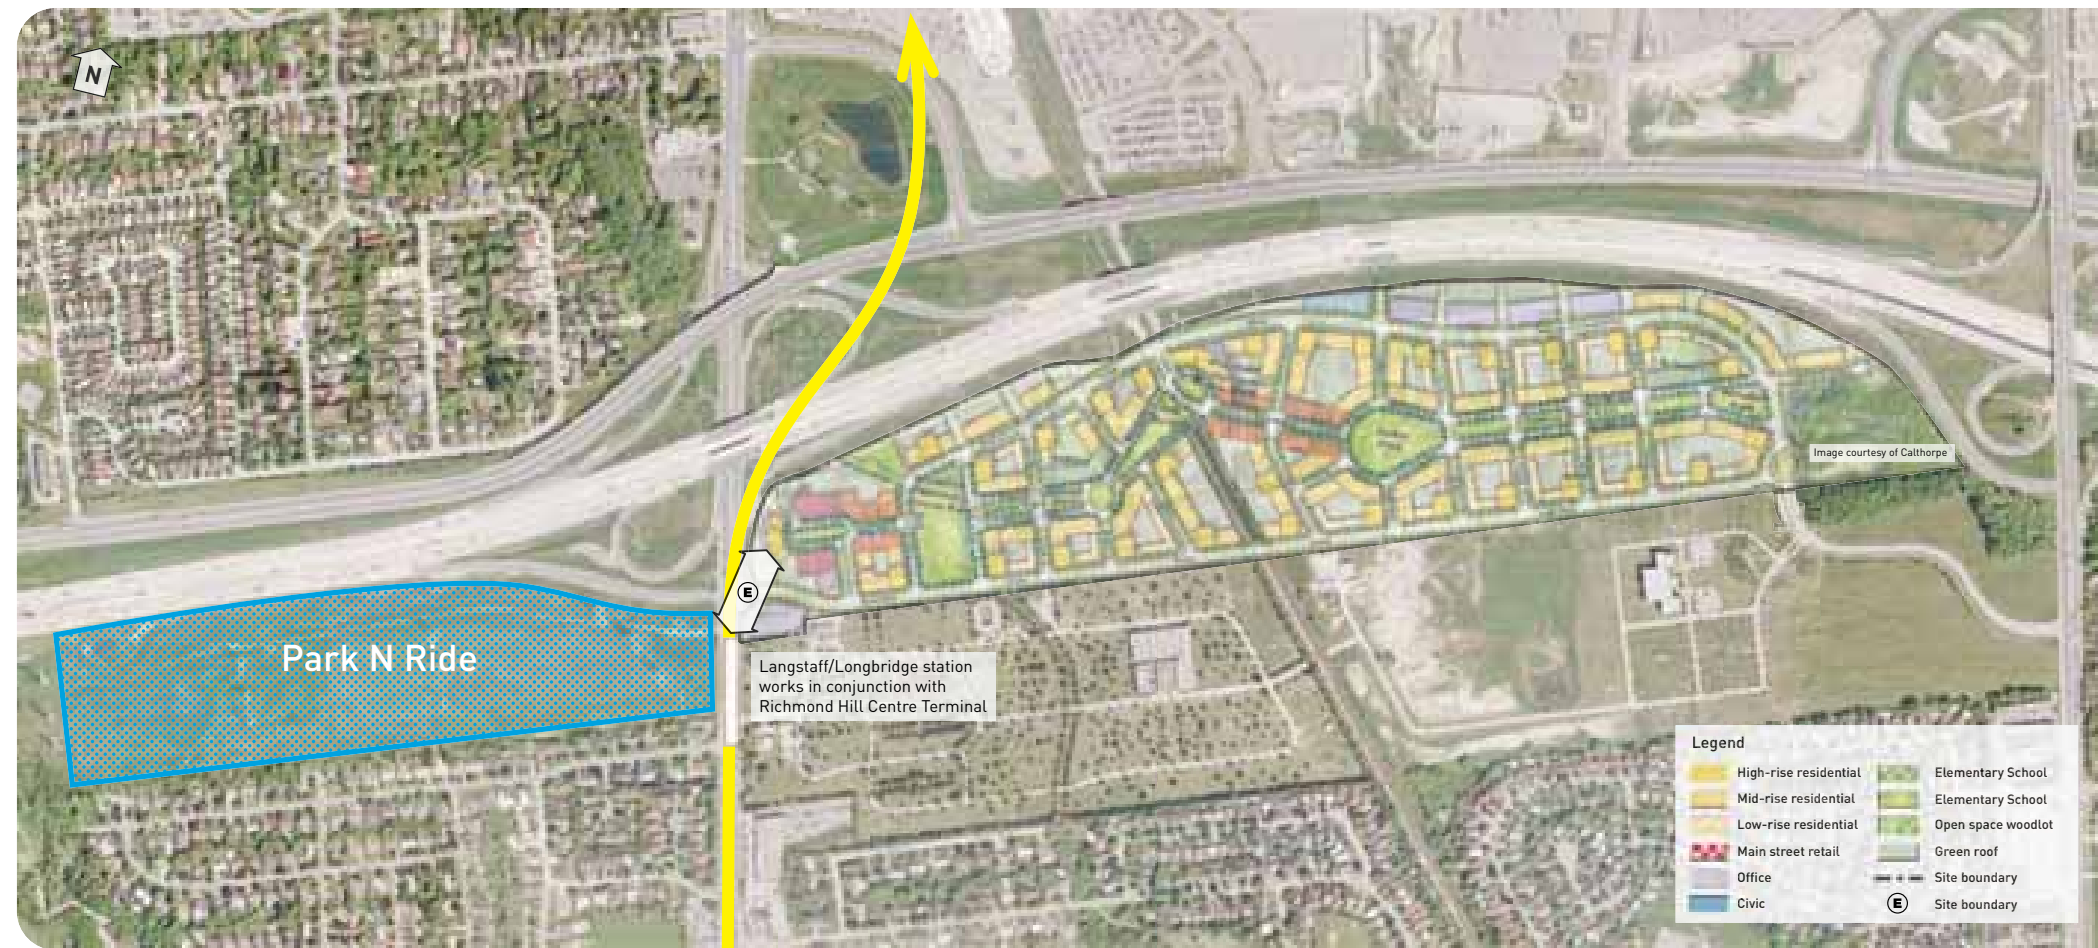 N
Image courtesy of Calthorpe
E
Park N Ride
Langstaff/Longbridge station
works in conjunction with
Richmond Hill Centre Terminal
Legend
High-rise residential
Mid-rise residential
Low-rise residential
Main street retail
Office
Civic
Elementary School
Elementary School
Open space woodlot
Green roof
Site boundary
E Site boundary